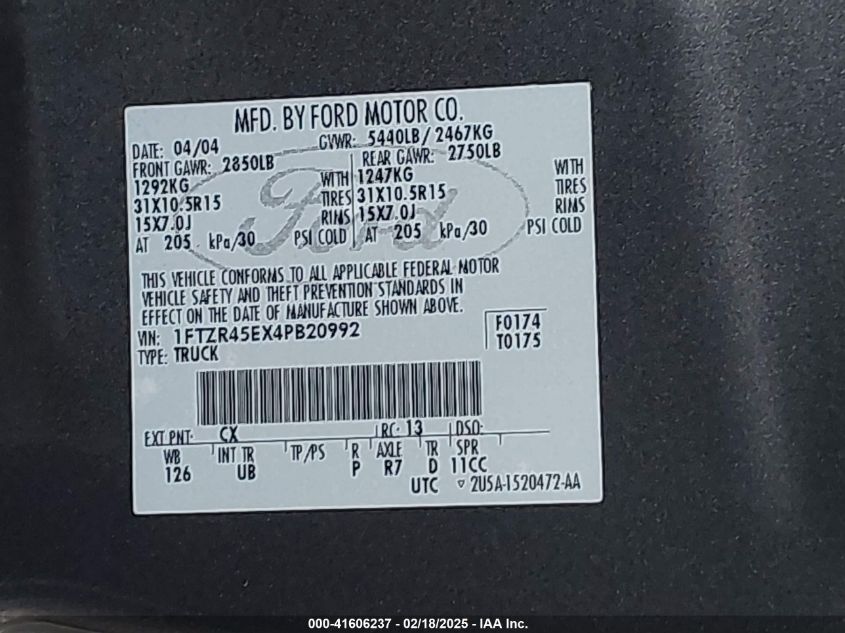 MFD. BY FORD MOTOR CO.
DATE: 04/04 GVWR: 5440LB/ 2467KG
FRONT GAWR: 2850LB REAR GAWR: 2750LB
1292KG WITH 1247KG WITH
31X10.5R15 TIRES 31X10.5R15 TIRES
15X7.0J RIMS 15X7.0J RIMS
AT 205 kPa/30 PSI COLD AT 205 kPa/30 PSI COLD
Ford
THIS VEHICLE CONFORMS TO ALL APPLICABLE FEDERAL MOTOR
VEHICLE SAFETY AND THEFT PREVENTION STANDARDS IN
EFFECT ON THE DATE OF MANUFACTURE SHOWN ABOVE.
VIN: 1FTZR45EX4PB20992 F0174
TYPE: TRUCK T0175
EXT PNT: CX RC: 13 DSO:
WB INT TR TP/PS R AXLE TR SPR
126 UB P R7 D 11CC
UTC ▽ 2U5A-1520472-AA
000-41606237 - 02/18/2025 - IAA Inc.